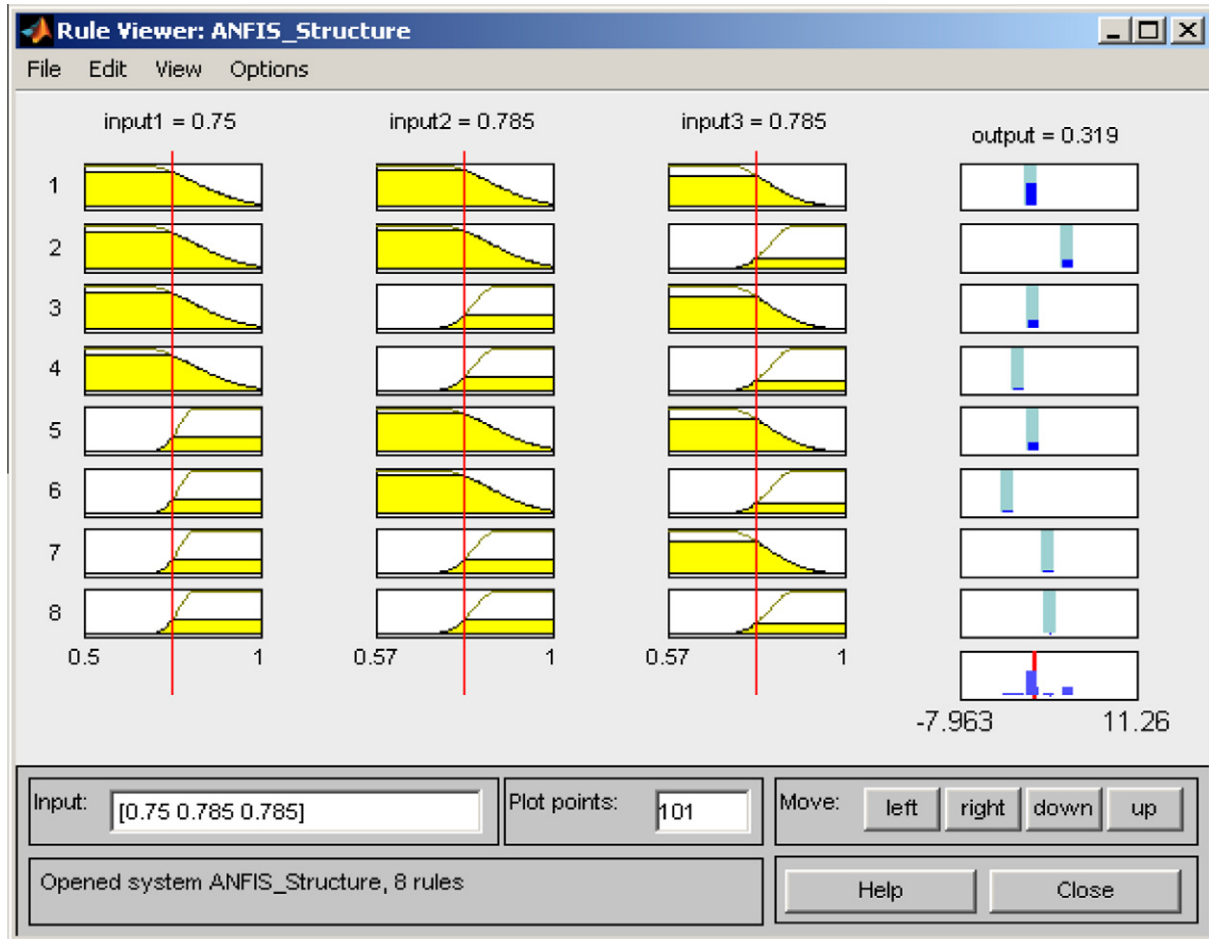 Rule Viewer: ANFIS_Structure
File Edit View Options
input1 = 0.75 input2 = 0.785 input3 = 0.785 output = 0.319
1
2
3
4
5
6
7
8
0.5 1 0.57 1 0.57 1
-7.963 11.26
Input: [0.75 0.785 0.785] Plot points: 101 Move: left right down up
Opened system ANFIS_Structure, 8 rules Help Close